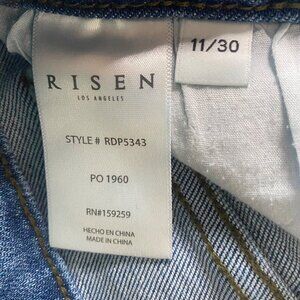 RISEN
LOS ANGELES
STYLE # RDP5343
PO 1960
RN#159259
HECHO EN CHINA
MADE IN CHINA
11/30